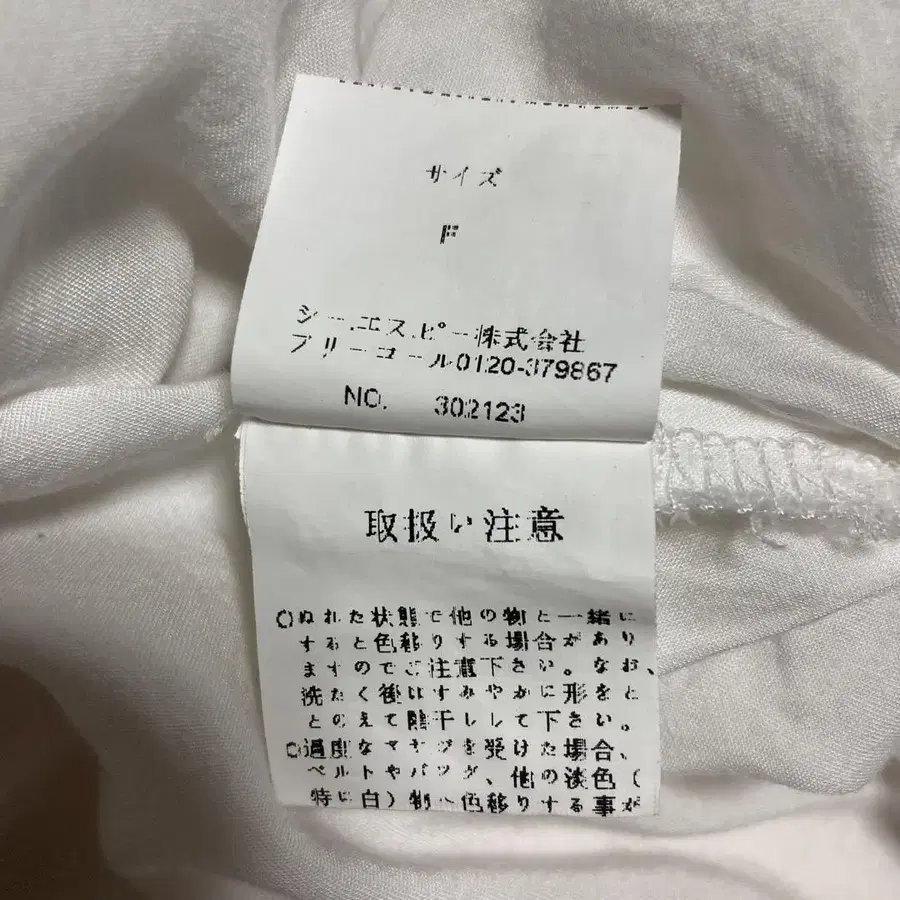 サイズ
F
シー.エス.ピー株式会社
フリーコール0120-379867
NO. 302123
取扱い注意
○ぬれた状態で他の物と一緒に
すると色移りする場合があり
ますのでご注意下さい。なお、
洗たく後はすみやかに形をと
とのえて陰干しして下さい。
○過度なマサツを受けた場合、
ベルトやバッグ、他の淡色(
特に白)物へ色移りする事が